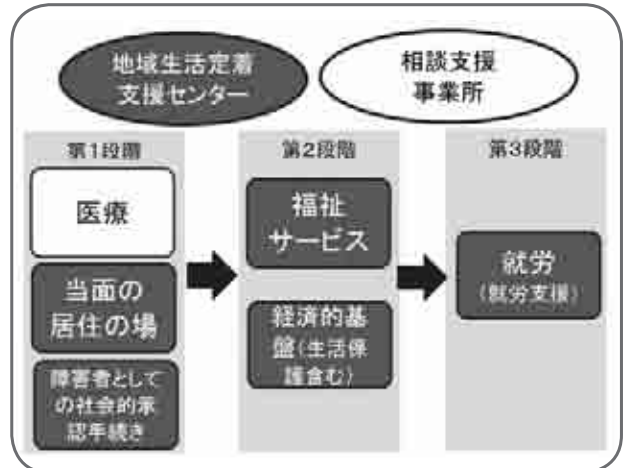 地域生活定着
支援センター
相談支援
事業所
第1段階
医療
当面の
居住の場
障害者として
の社会的承
認手続き
第2段階
福祉
サービス
経済的基
盤(生活保
護含む)
第3段階
就労
(就労支援)